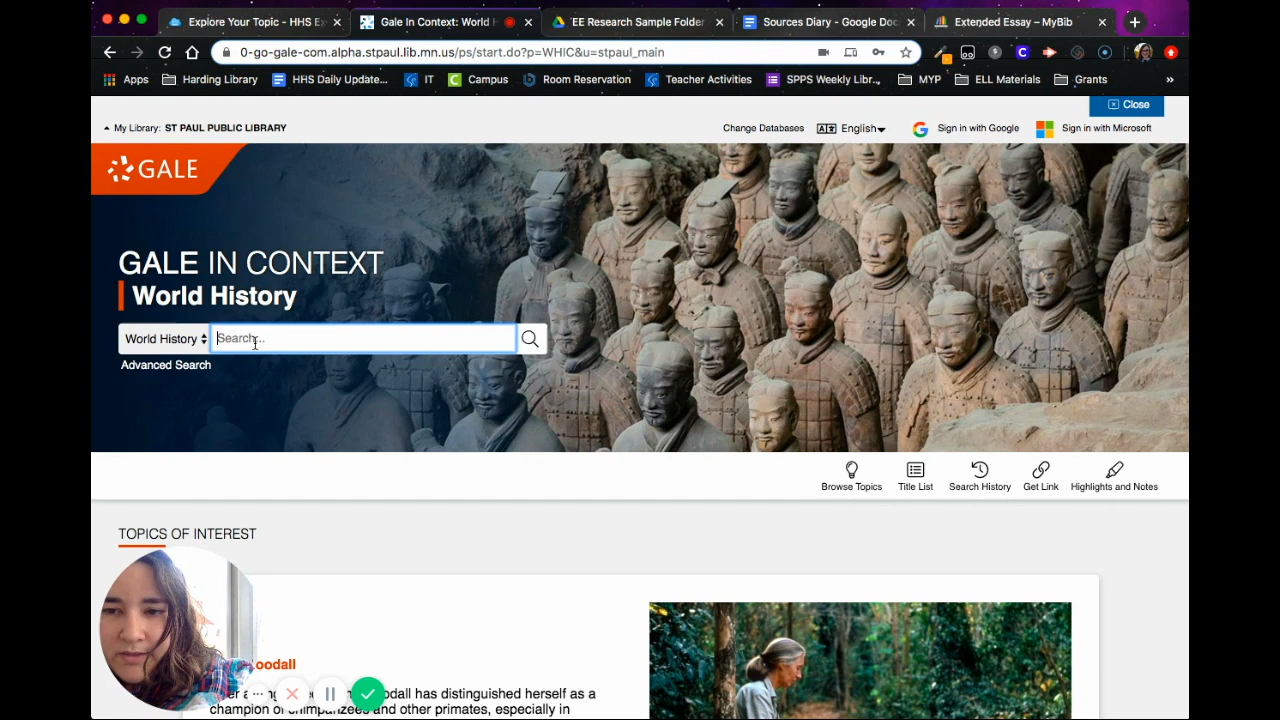 Explore Your Topic - HHS Ex
Gale In Context: World H
EE Research Sample Folder
Sources Diary - Google Doc
Extended Essay – MyBib
0-go-gale-com.alpha.stpaul.lib.mn.us/ps/start.do?p=WHIC&u=stpaul_main
Apps
Harding Library
HHS Daily Update...
IT
Campus
Room Reservation
Teacher Activities
SPPS Weekly Libr...
MYP
ELL Materials
Grants
»
Close
My Library: ST PAUL PUBLIC LIBRARY
Change Databases
English
Sign in with Google
Sign in with Microsoft
GALE
GALE IN CONTEXT
World History
World History
Search...
Advanced Search
Browse Topics
Title List
Search History
Get Link
Highlights and Notes
TOPICS OF INTEREST
oodall
odall has distinguished herself as a
champion of chimpanzees and other primates, especially in